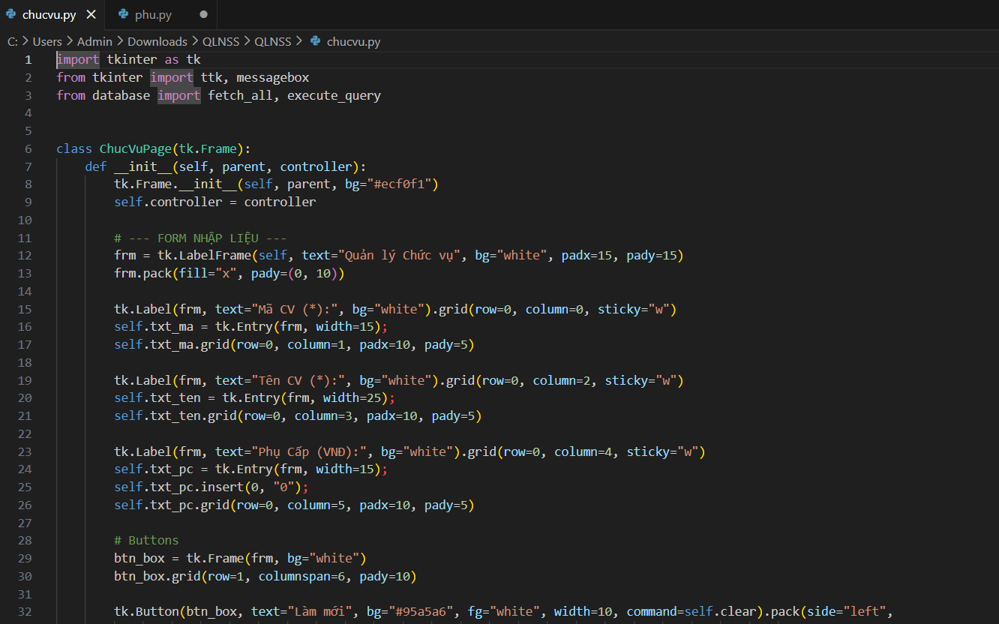 chucvu.py phu.py
C: > Users > Admin > Downloads > QLNSS > QLNSS > chucvu.py
1 import tkinter as tk
2 from tkinter import ttk, messagebox
3 from database import fetch_all, execute_query
4
5
6 class ChucVuPage(tk.Frame):
7     def __init__(self, parent, controller):
8         tk.Frame.__init__(self, parent, bg="#ecf0f1")
9         self.controller = controller
10
11         # --- FORM NHẬP LIỆU ---
12         frm = tk.LabelFrame(self, text="Quản lý Chức vụ", bg="white", padx=15, pady=15)
13         frm.pack(fill="x", pady=(0, 10))
14
15         tk.Label(frm, text="Mã CV (*):", bg="white").grid(row=0, column=0, sticky="w")
16         self.txt_ma = tk.Entry(frm, width=15);
17         self.txt_ma.grid(row=0, column=1, padx=10, pady=5)
18
19         tk.Label(frm, text="Tên CV (*):", bg="white").grid(row=0, column=2, sticky="w")
20         self.txt_ten = tk.Entry(frm, width=25);
21         self.txt_ten.grid(row=0, column=3, padx=10, pady=5)
22
23         tk.Label(frm, text="Phụ Cấp (VNĐ):", bg="white").grid(row=0, column=4, sticky="w")
24         self.txt_pc = tk.Entry(frm, width=15);
25         self.txt_pc.insert(0, "0");
26         self.txt_pc.grid(row=0, column=5, padx=10, pady=5)
27
28         # Buttons
29         btn_box = tk.Frame(frm, bg="white")
30         btn_box.grid(row=1, columnspan=6, pady=10)
31
32         tk.Button(btn_box, text="Làm mới", bg="#95a5a6", fg="white", width=10, command=self.clear).pack(side="left",